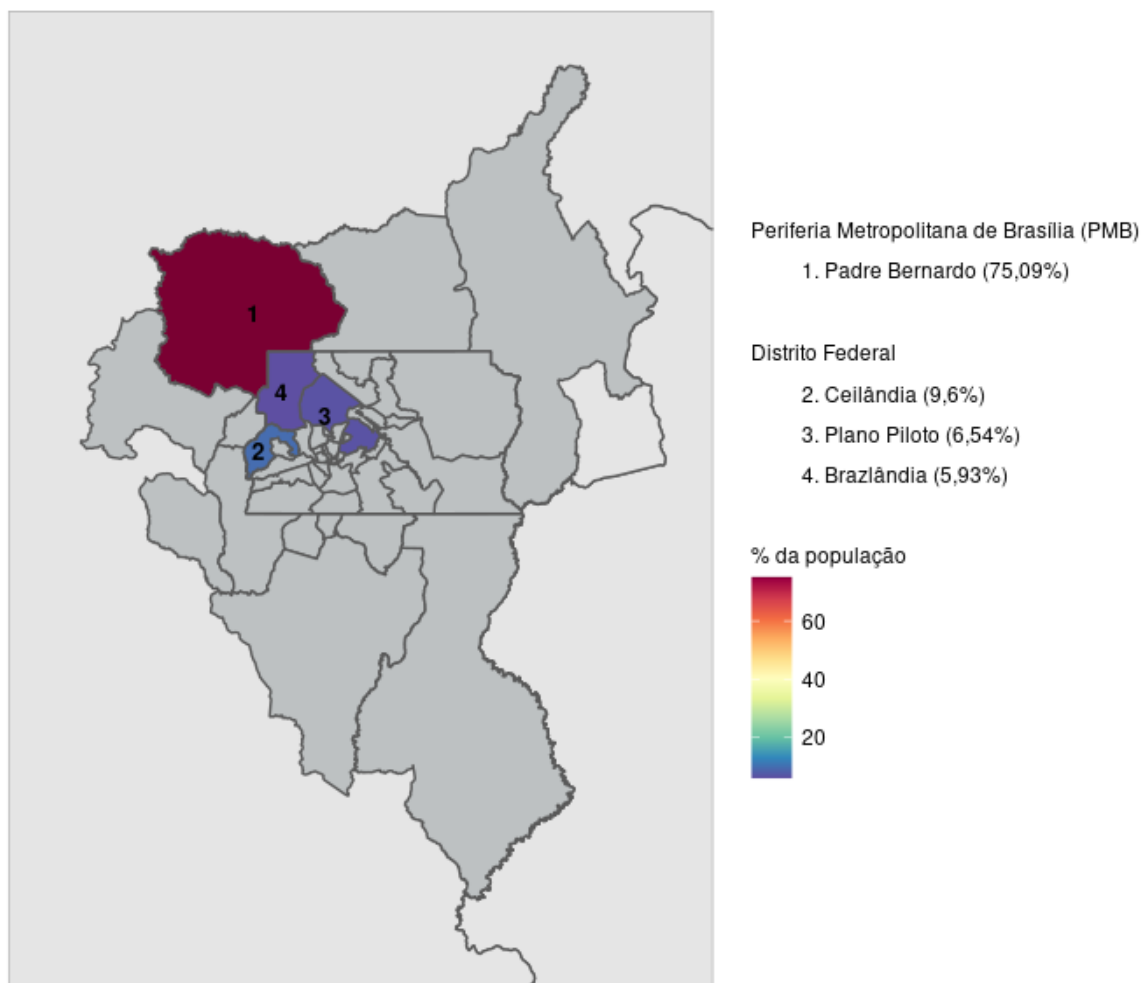 1
4
3
2
Periferia Metropolitana de Brasília (PMB)
1. Padre Bernardo (75,09%)
Distrito Federal
2. Ceilândia (9,6%)
3. Plano Piloto (6,54%)
4. Brazlândia (5,93%)
% da população
60
40
20